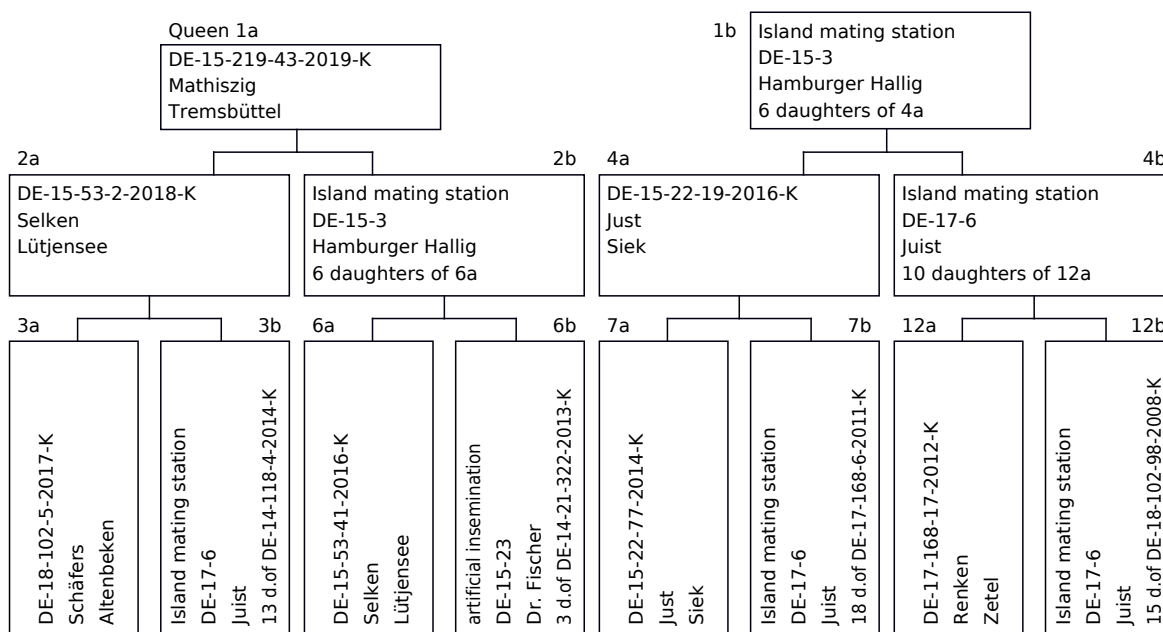 Queen 1a
DE-15-219-43-2019-K
Mathiszig
Tremsbüttel
1b
Island mating station
DE-15-3
Hamburger Hallig
6 daughters of 4a
2a
DE-15-53-2-2018-K
Selken
Lütjensee
2b
Island mating station
DE-15-3
Hamburger Hallig
6 daughters of 6a
4a
DE-15-22-19-2016-K
Just
Siek
4b
Island mating station
DE-17-6
Juist
10 daughters of 12a
3a
DE-18-102-5-2017-K
Schäfers
Altenbeken
3b
Island mating station
DE-17-6
Juist
13 d.of DE-14-118-4-2014-K
6a
DE-15-53-41-2016-K
Selken
Lütjensee
6b
artificial insemination
DE-15-23
Dr. Fischer
3 d.of DE-14-21-322-2013-K
7a
DE-15-22-77-2014-K
Just
Siek
7b
Island mating station
DE-17-6
Juist
18 d.of DE-17-168-6-2011-K
12a
DE-17-168-17-2012-K
Renken
Zetel
12b
Island mating station
DE-17-6
Juist
15 d.of DE-18-102-98-2008-K